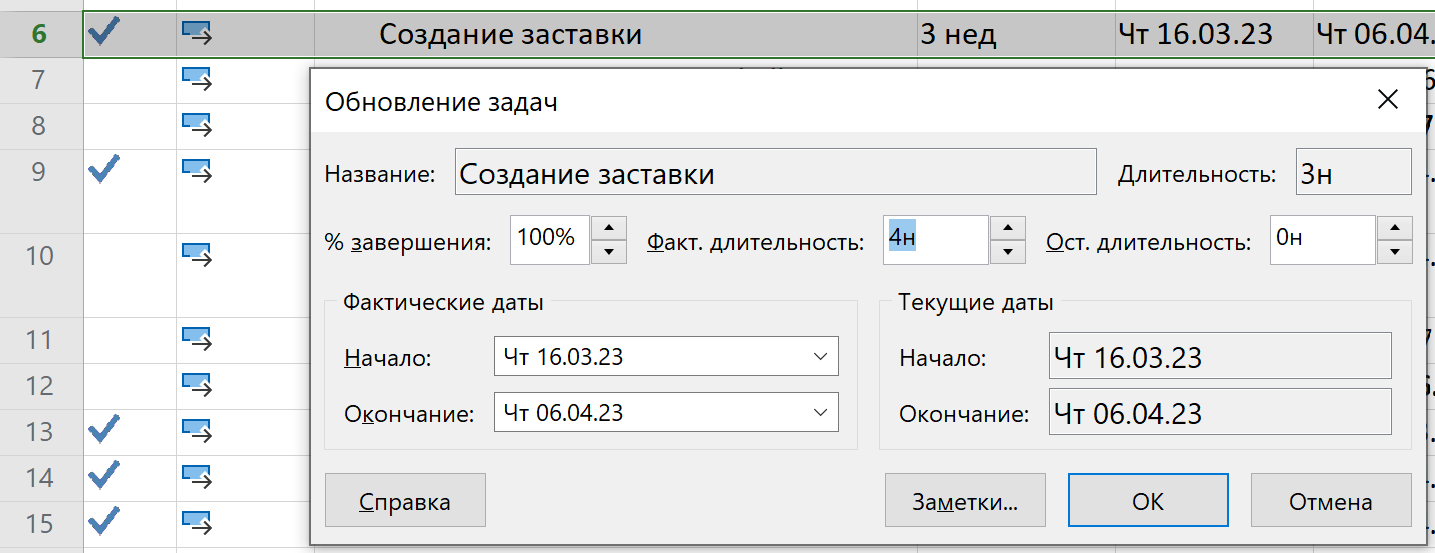 6 Создание заставки 3 нед Чт 16.03.23 Чт 06.04.
7
Обновление задач
8
9
Название: Создание заставки Длительность: 3н
% завершения: 100% Факт. длительность: 4н Ост. длительность: 0н
10
Фактические даты
Текущие даты
11
Начало: Чт 16.03.23
Начало: Чт 16.03.23
12
Окончание: Чт 06.04.23
Окончание: Чт 06.04.23
13
14
Справка Заметки... ОК Отмена
15